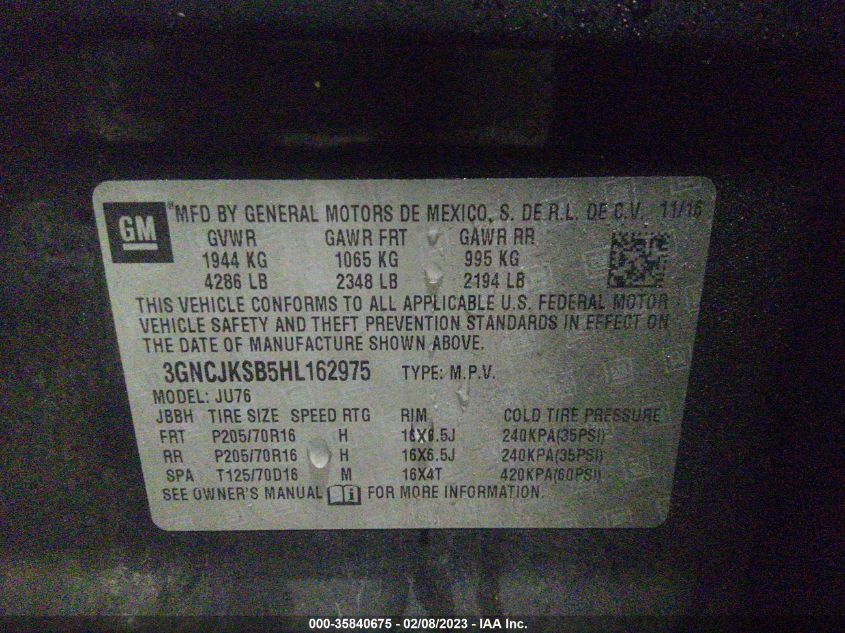 GM ®MFD BY GENERAL MOTORS DE MEXICO, S. DE R.L. DE C.V. 11/16
GVWR GAWR FRT GAWR RR
1944 KG 1065 KG 995 KG
4286 LB 2348 LB 2194 LB
THIS VEHICLE CONFORMS TO ALL APPLICABLE U.S. FEDERAL MOTOR
VEHICLE SAFETY AND THEFT PREVENTION STANDARDS IN EFFECT ON
THE DATE OF MANUFACTURE SHOWN ABOVE.
3GNCJKSB5HL162975 TYPE: M.P.V.
MODEL: JU76
JBBH TIRE SIZE SPEED RTG RIM COLD TIRE PRESSURE
FRT P205/70R16 H 16X6.5J 240KPA(35PSI)
RR P205/70R16 H 16X6.5J 240KPA(35PSI)
SPA T125/70D16 M 16X4T 420KPA(60PSI)
SEE OWNER'S MANUAL i FOR MORE INFORMATION.
000-35840675 - 02/08/2023 - IAA Inc.